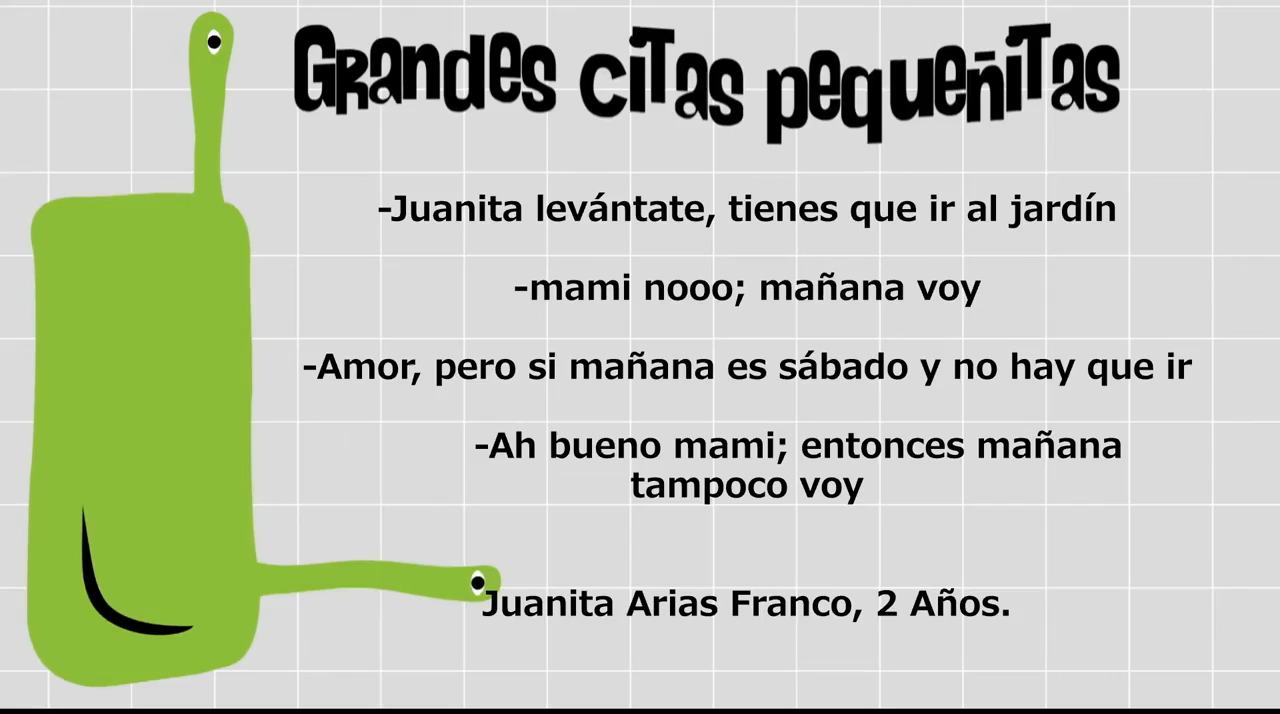 Grandes citas pequeñitas
-Juanita levántate, tienes que ir al jardín
-mami nooo; mañana voy
-Amor, pero si mañana es sábado y no hay que ir
-Ah bueno mami; entonces mañana
tampoco voy
Juanita Arias Franco, 2 Años.